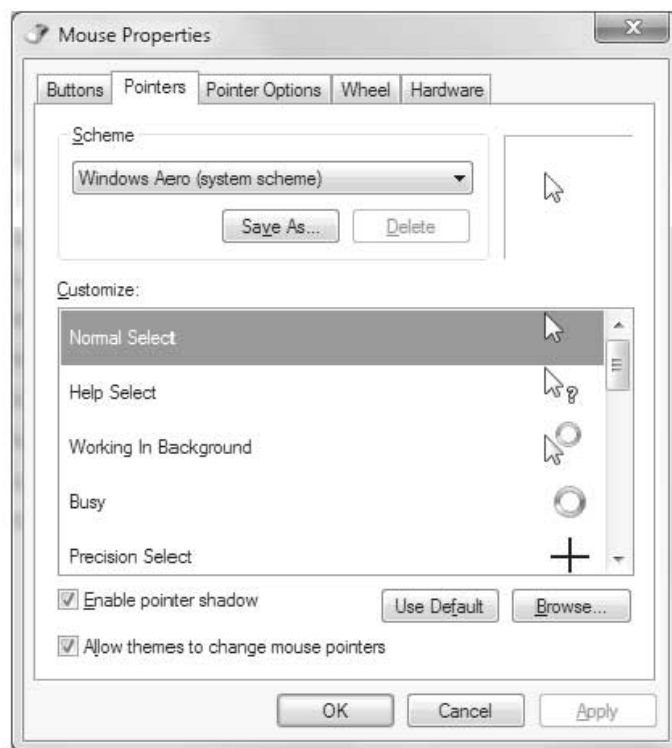 Mouse Properties
Buttons Pointers Pointer Options Wheel Hardware
Scheme
Windows Aero (system scheme)
Save As... Delete
Customize:
Normal Select
Help Select
Working In Background
Busy
Precision Select
Enable pointer shadow
Use Default Browse...
Allow themes to change mouse pointers
OK Cancel Apply